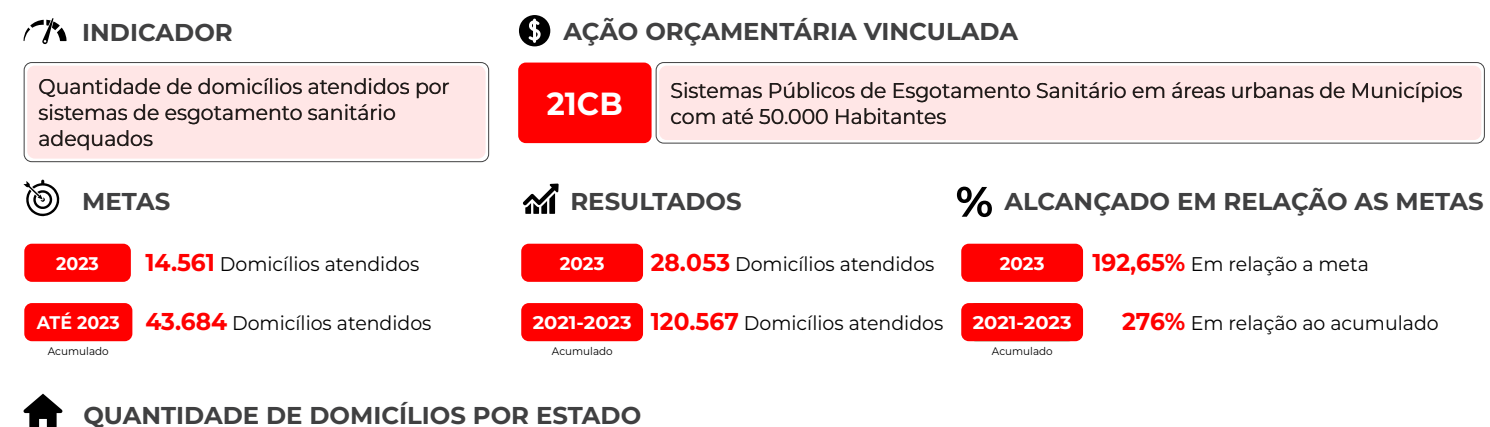 INDICADOR
AÇÃO ORÇAMENTÁRIA VINCULADA
Quantidade de domicílios atendidos por
sistemas de esgotamento sanitário
adequados
21CB
Sistemas Públicos de Esgotamento Sanitário em áreas urbanas de Municípios
com até 50.000 Habitantes
METAS
2023 14.561 Domicílios atendidos
ATÉ 2023 43.684 Domicílios atendidos
Acumulado
RESULTADOS
2023 28.053 Domicílios atendidos
2021-2023 120.567 Domicílios atendidos
Acumulado
% ALCANÇADO EM RELAÇÃO AS METAS
2023 192,65% Em relação a meta
2021-2023 276% Em relação ao acumulado
Acumulado
QUANTIDADE DE DOMICÍLIOS POR ESTADO